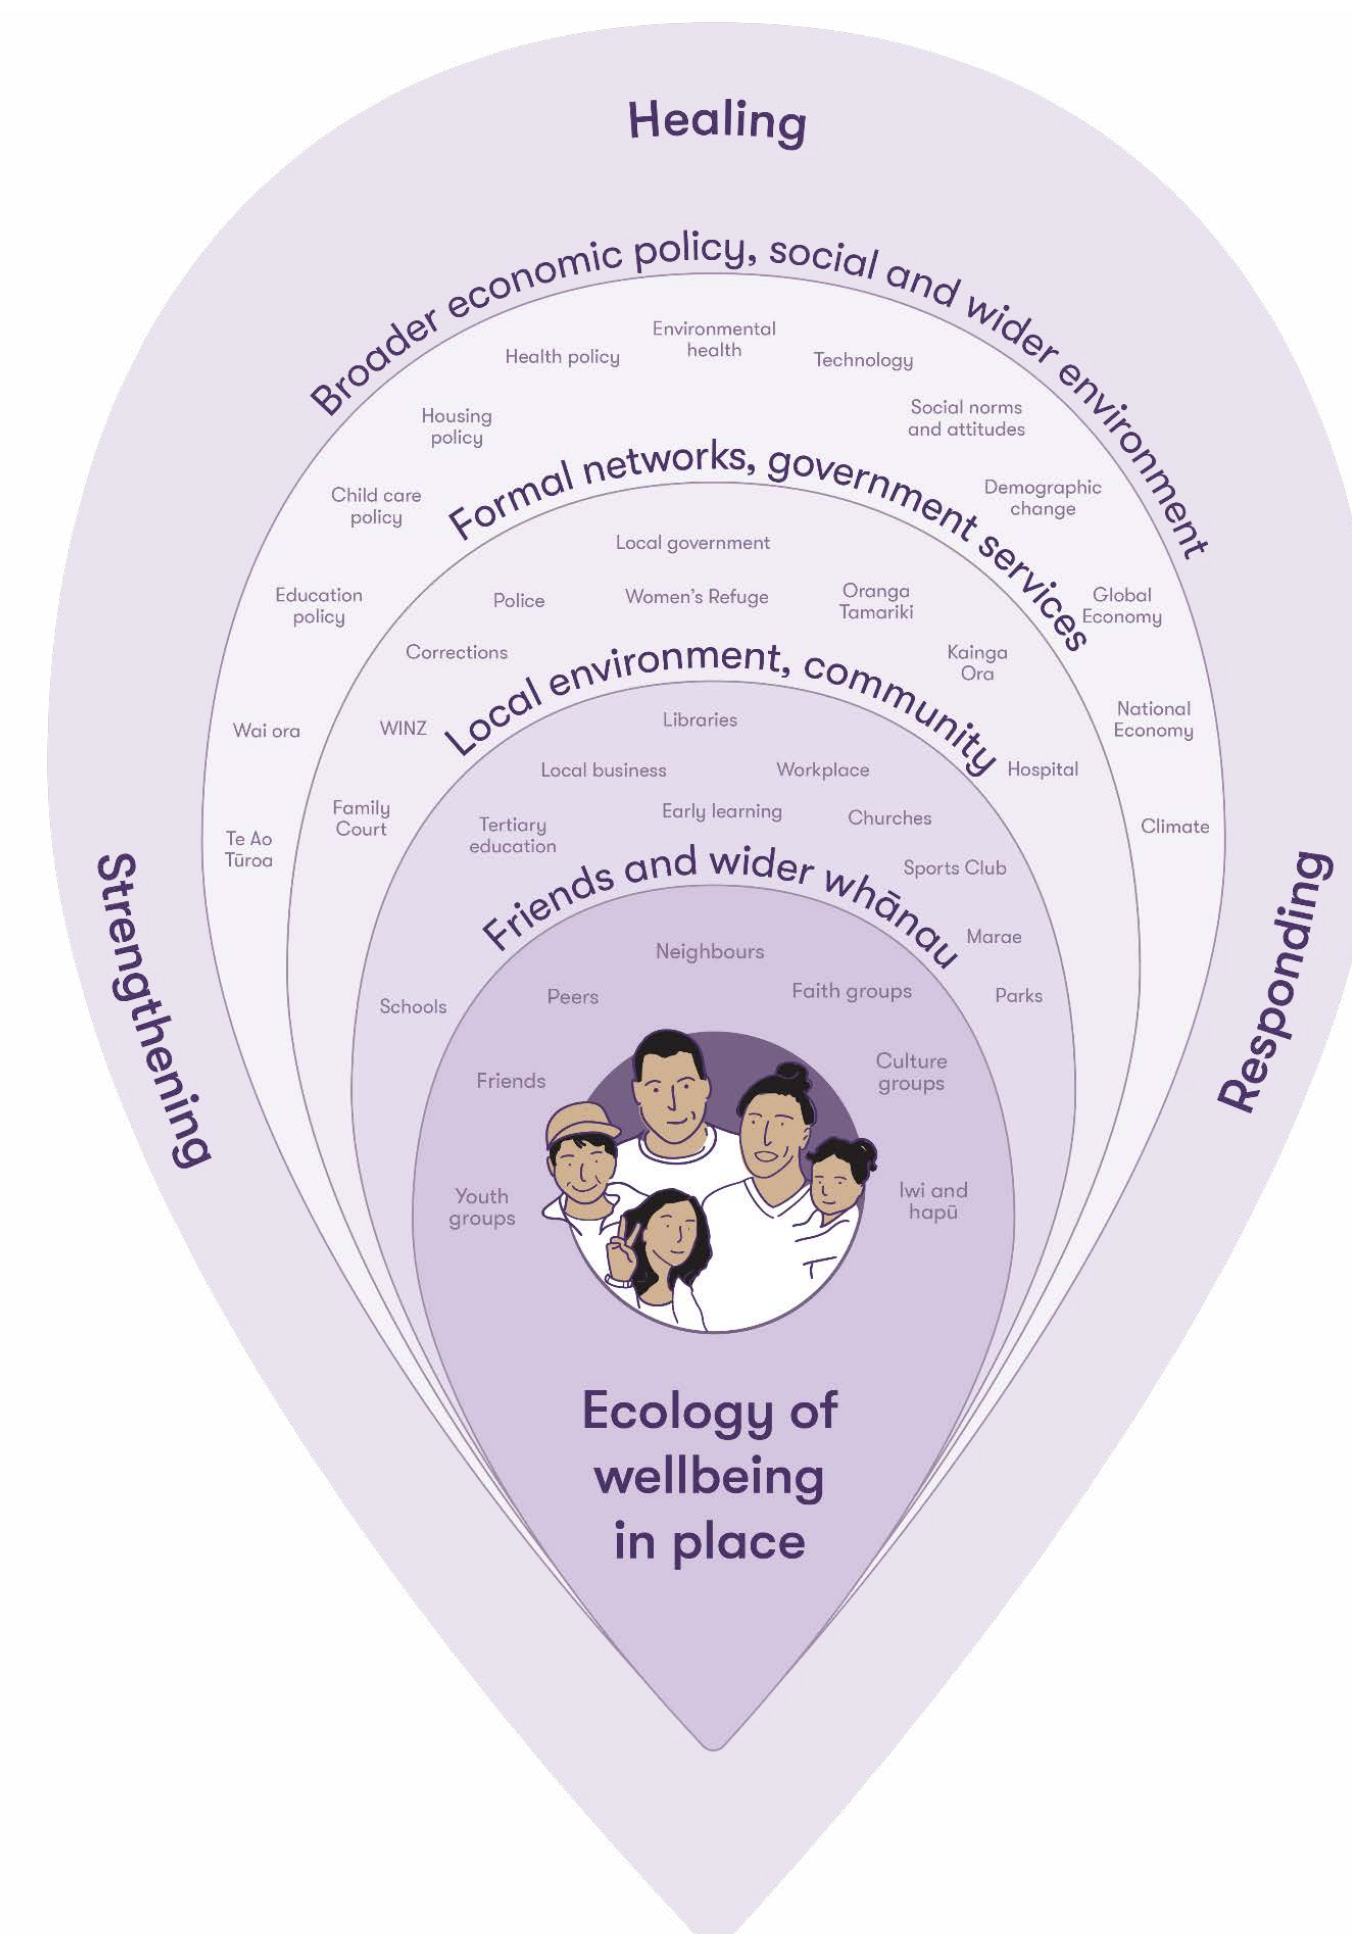 Healing
Broader economic policy, social and wider environment
Environmental
health
Health policy
Technology
Housing
policy
Social norms
and attitudes
Child care
policy
Demographic
change
Education
policy
Global
Economy
Wai ora
National
Economy
Te Ao
Tūroa
Climate
Formal networks, government services
Local government
Police
Women's Refuge
Oranga
Tamariki
Corrections
Kainga
Ora
WINZ
Hospital
Family
Court
Local environment, community
Libraries
Local business
Workplace
Tertiary
education
Early learning
Churches
Sports Club
Marae
Schools
Parks
Friends and wider whānau
Neighbours
Peers
Faith groups
Friends
Culture
groups
Youth
groups
Iwi and
hapū
Strengthening
Responding
Ecology of
wellbeing
in place